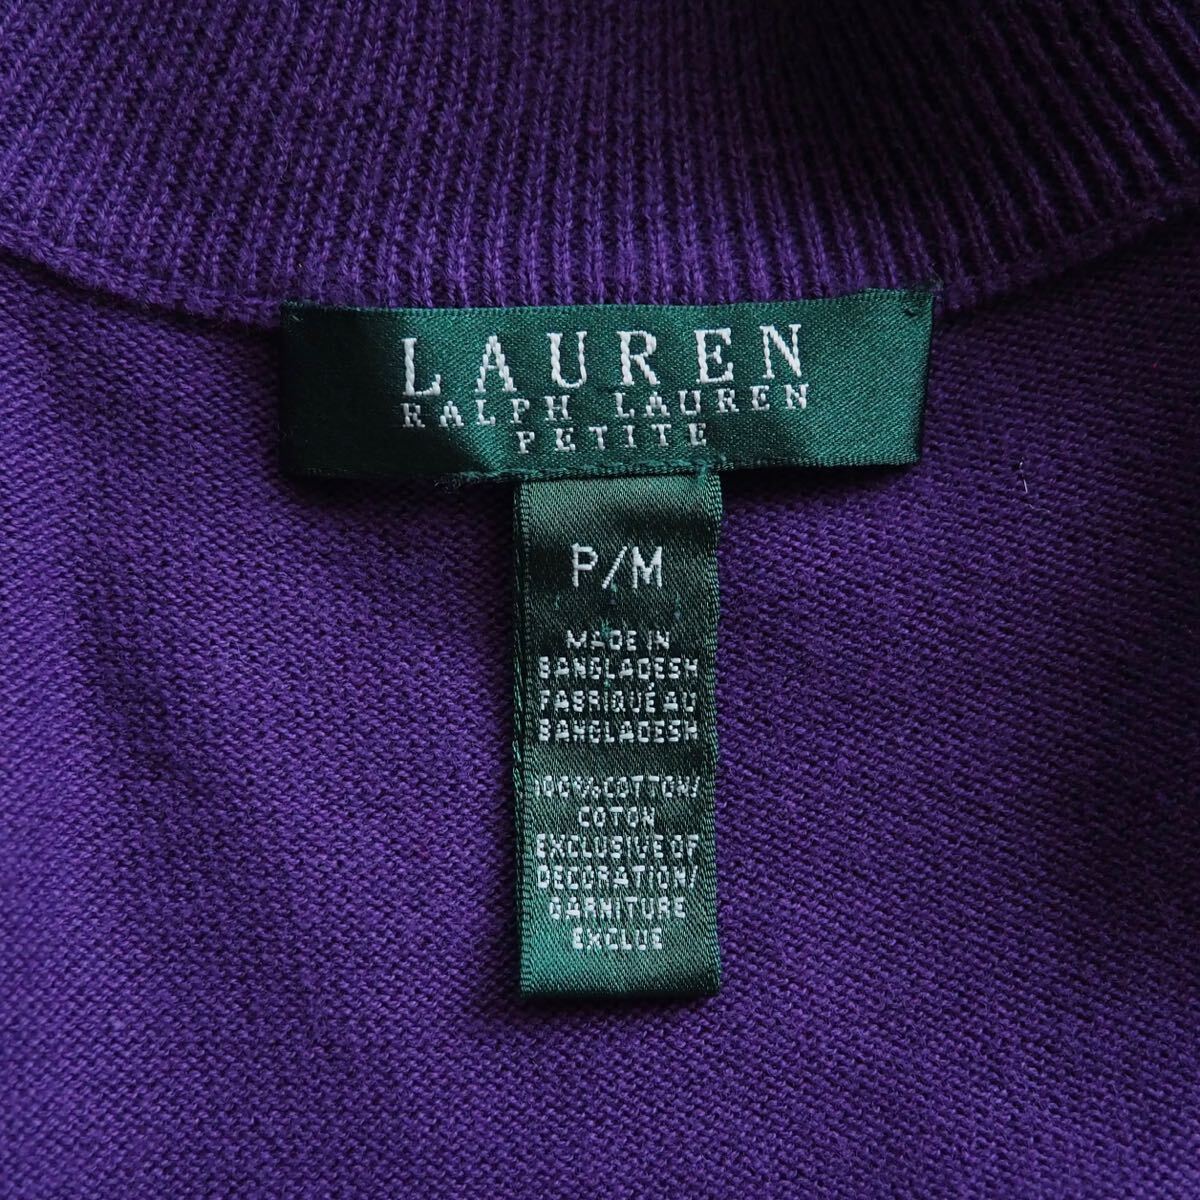 LAUREN
RALPH LAUREN
PETITE
P/M
MADE IN
BANGLADESH
FABRIQUÉ AU
BANGLADESH
100% COTTON/
COTON
EXCLUSIVE OF
DECORATION/
GARNITURE
EXCLUE